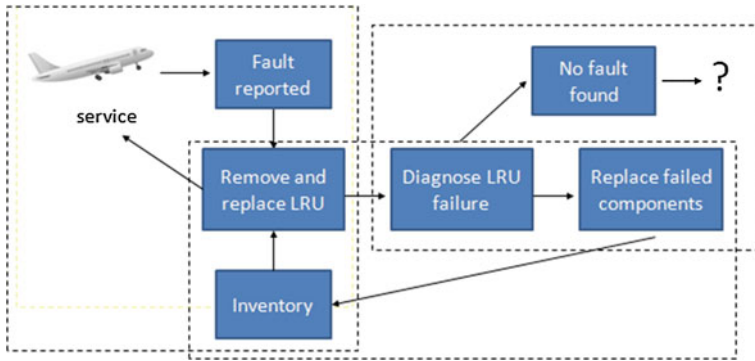 Fault
reported
No fault
found
?
service
Remove and
replace LRU
Diagnose LRU
failure
Replace failed
components
Inventory